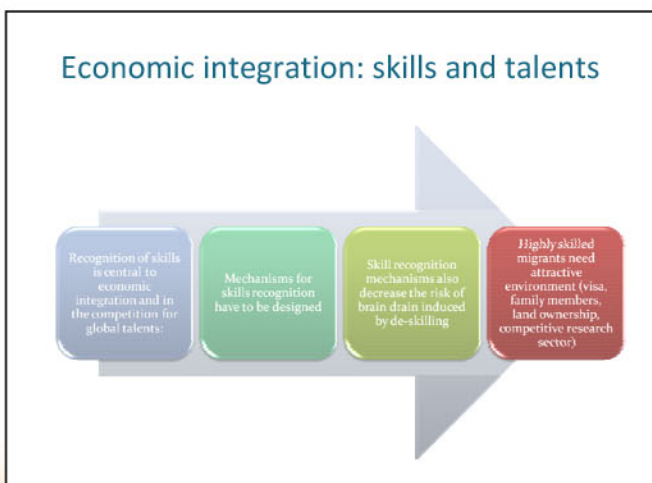 Economic integration: skills and talents
Recognition of skills
is central to
economic
integration and in
the competition for
global talents:
Mechanisms for
skills recognition
have to be designed
Skill recognition
mechanisms also
decrease the risk of
brain drain induced
by de-skilling
Highly skilled
migrants need
attractive
environment (visa,
family members,
land ownership,
competitive research
sector)